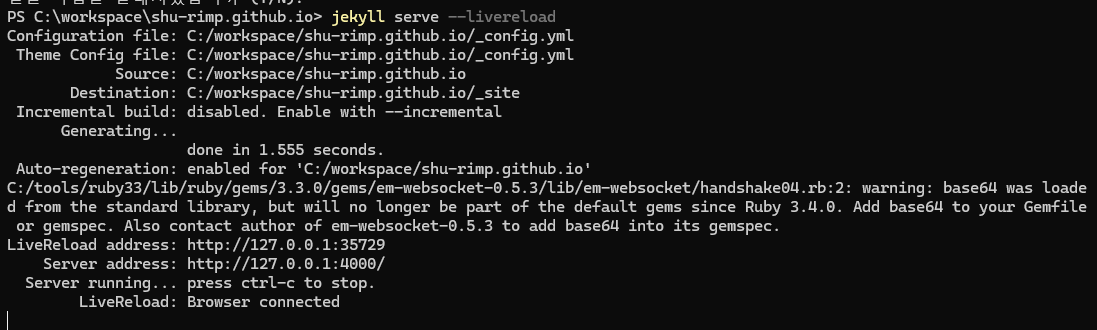 PS C:\workspace\shu-rimp.github.io> jekyll serve --livereload
Configuration file: C:/workspace/shu-rimp.github.io/_config.yml
Theme Config file: C:/workspace/shu-rimp.github.io/_config.yml
Source: C:/workspace/shu-rimp.github.io
Destination: C:/workspace/shu-rimp.github.io/_site
Incremental build: disabled. Enable with --incremental
Generating...
done in 1.555 seconds.
Auto-regeneration: enabled for 'C:/workspace/shu-rimp.github.io'
C:/tools/ruby33/lib/ruby/gems/3.3.0/gems/em-websocket-0.5.3/lib/em-websocket/handshake04.rb:2: warning: base64 was loade
d from the standard library, but will no longer be part of the default gems since Ruby 3.4.0. Add base64 to your Gemfile
or gemspec. Also contact author of em-websocket-0.5.3 to add base64 into its gemspec.
LiveReload address: http://127.0.0.1:35729
Server address: http://127.0.0.1:4000/
Server running... press ctrl-c to stop.
LiveReload: Browser connected